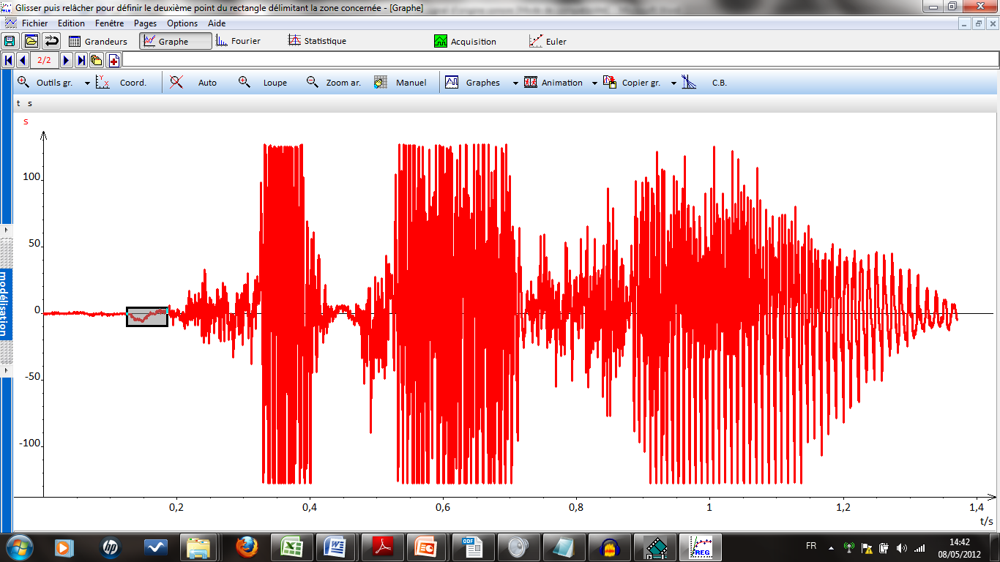 Glisser puis relâcher pour définir le deuxième point du rectangle délimitant la zone concernée - [Graphe]
Fichier Edition Fenêtre Pages Options Aide
Grandeurs Graphe Fourier Statistique Acquisition Euler
2/2
Outils gr. Coord. Auto Loupe Zoom ar. Manuel Graphes Animation Copier gr. C.B.
t s
s
100
50
0
-50
-100
0,2 0,4 0,6 0,8 1 1,2 1,4
t/s
modélisation
FR 14:42
08/05/2012
REG
ODF
hp